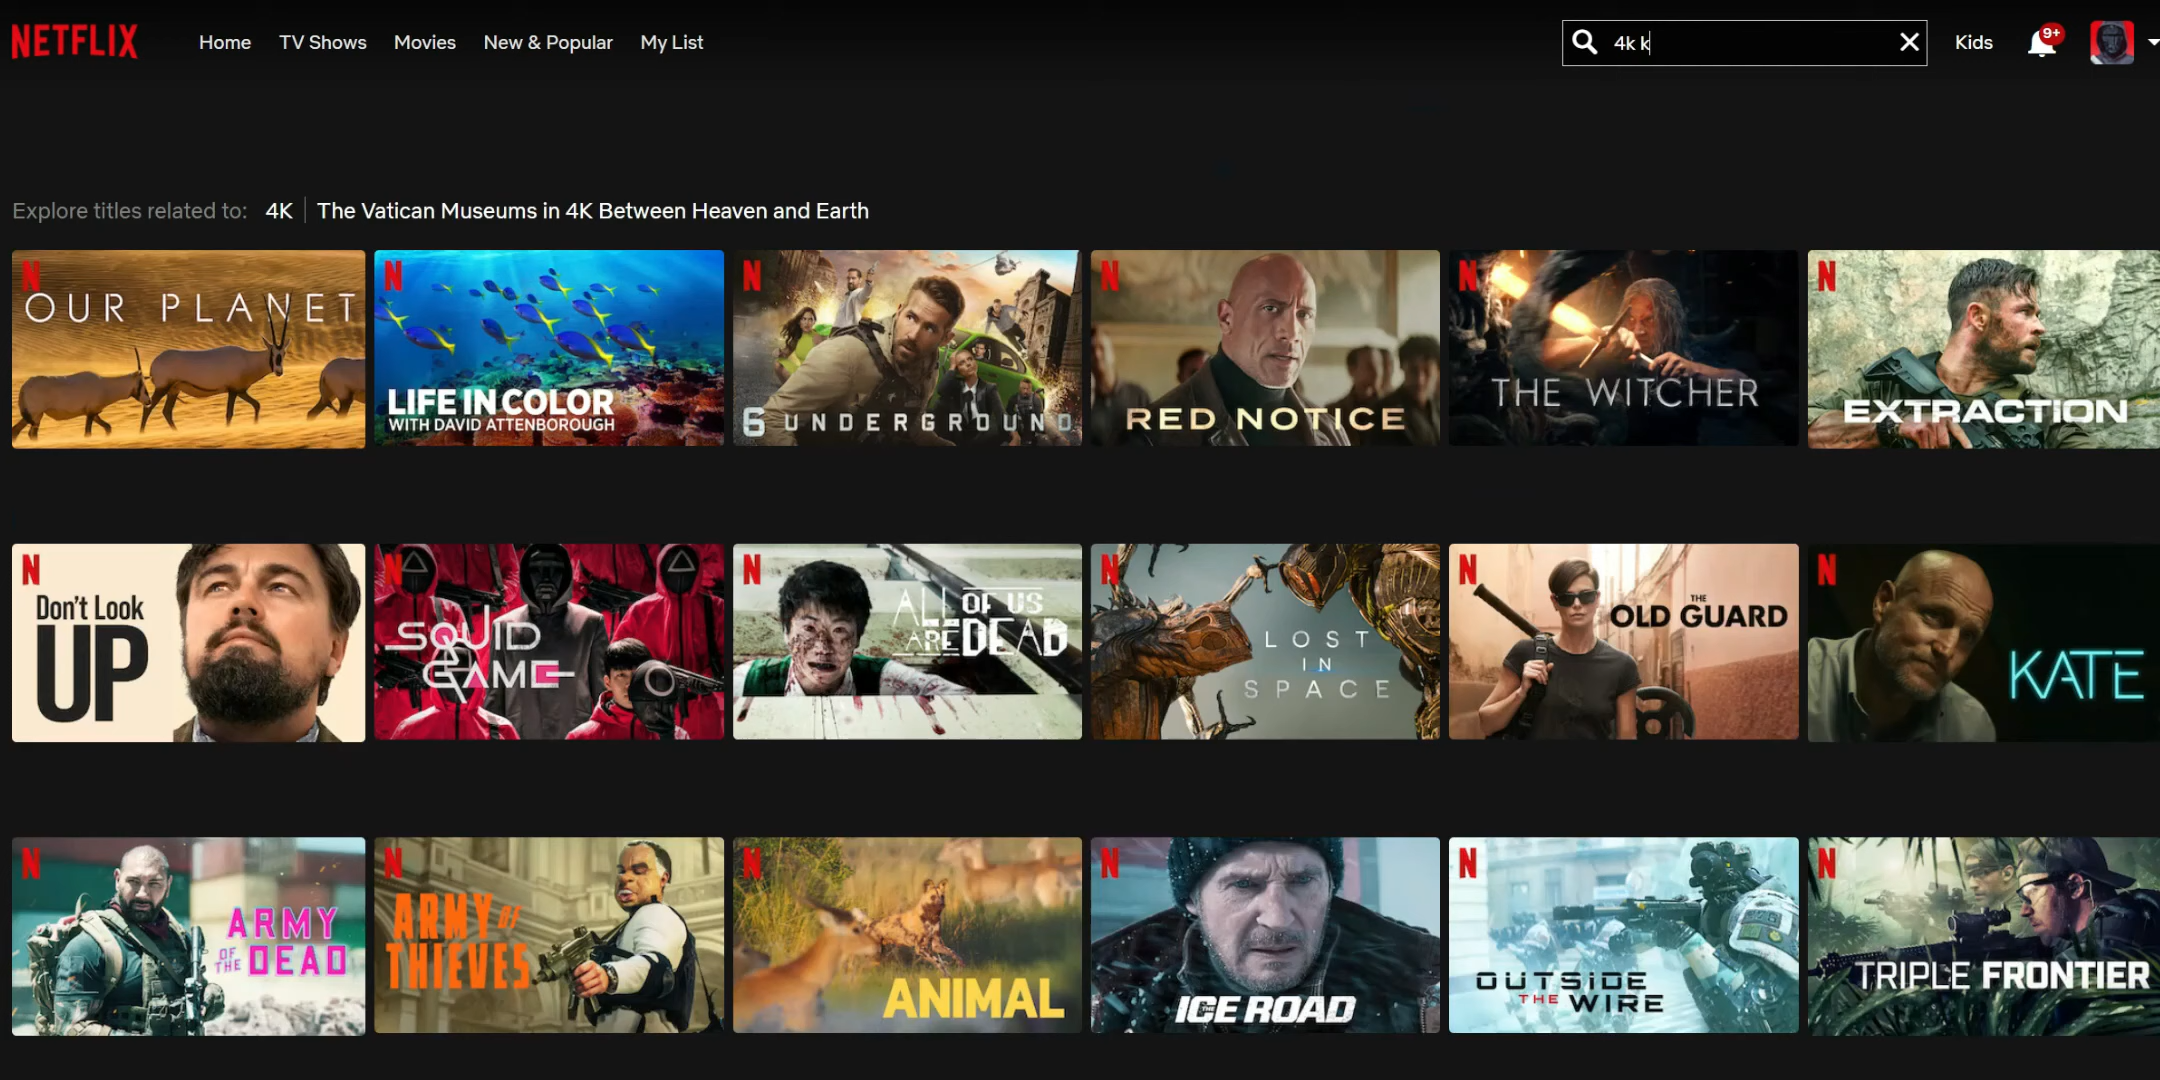 NETFLIX Home TV Shows Movies New & Popular My List 4k k Kids 9+
Explore titles related to: 4K The Vatican Museums in 4K Between Heaven and Earth
N
OUR PLANET
N
LIFE IN COLOR
WITH DAVID ATTENBOROUGH
N
6 UNDERGROUND
N
RED NOTICE
N
THE WITCHER
N
EXTRACTION
N
Don't Look
UP
N
SQUID
GAME
N
ALL OF US
ARE DEAD
N
LOST
IN
SPACE
N
THE
OLD GUARD
N
KATE
N
ARMY
OF THE DEAD
N
ARMY OF
THIEVES
N
ANIMAL
N
THE
ICE ROAD
N
OUTSIDE
THE WIRE
N
TRIPLE FRONTIER